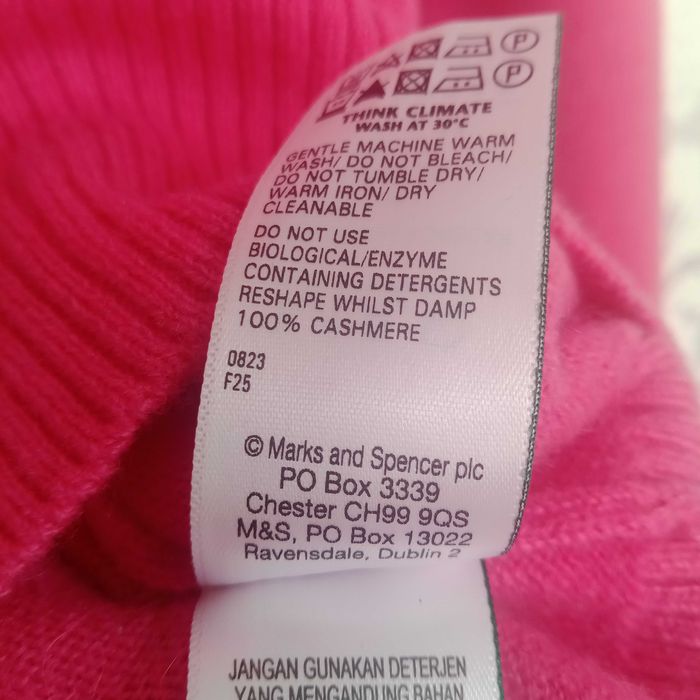 P
P
THINK CLIMATE
WASH AT 30°C
GENTLE MACHINE WARM
WASH/ DO NOT BLEACH/
DO NOT TUMBLE DRY/
WARM IRON/ DRY
CLEANABLE
DO NOT USE
BIOLOGICAL/ENZYME
CONTAINING DETERGENTS
RESHAPE WHILST DAMP
100% CASHMERE
0823
F25
© Marks and Spencer plc
PO Box 3339
Chester CH99 9QS
M&S, PO Box 13022
Ravensdale, Dublin 2
JANGAN GUNAKAN DETERJEN
YANG MENGANDUNG BAHAN